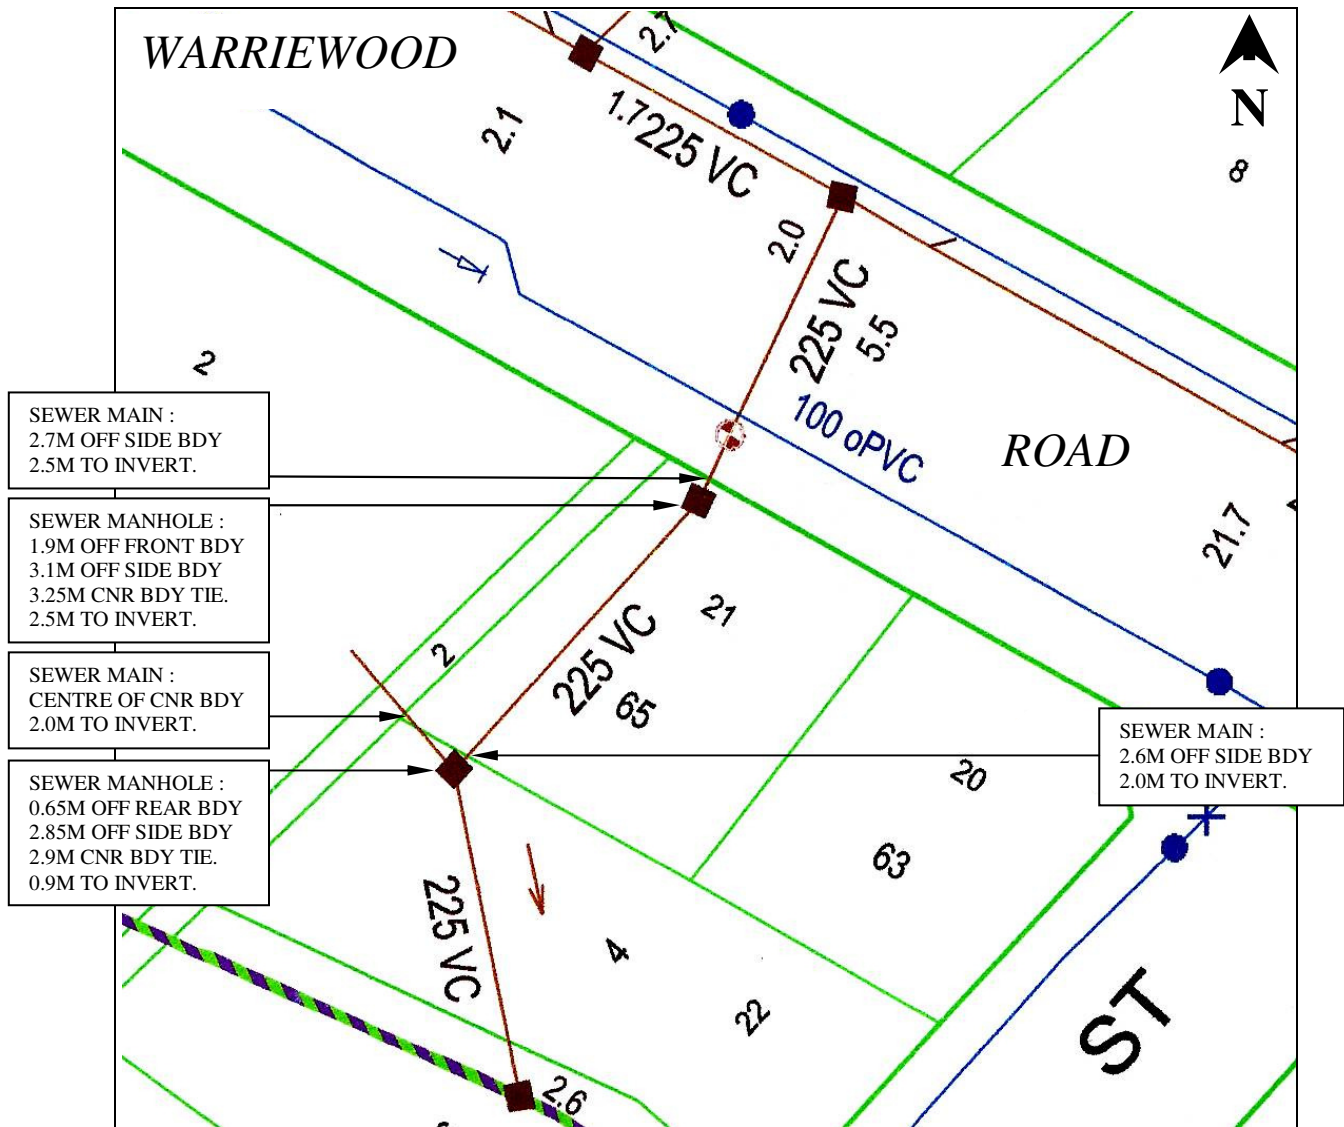 WARRIEWOOD
2.7
N
2.1
1.7
225 VC
8
2.0
225 VC
5.5
2
100 oPVC
ROAD
SEWER MAIN :
2.7M OFF SIDE BDY
2.5M TO INVERT.
SEWER MANHOLE :
1.9M OFF FRONT BDY
3.1M OFF SIDE BDY
3.25M CNR BDY TIE.
2.5M TO INVERT.
21.7
21
225 VC
65
2
SEWER MAIN :
CENTRE OF CNR BDY
2.0M TO INVERT.
SEWER MAIN :
2.6M OFF SIDE BDY
2.0M TO INVERT.
SEWER MANHOLE :
0.65M OFF REAR BDY
2.85M OFF SIDE BDY
2.9M CNR BDY TIE.
0.9M TO INVERT.
20
63
225 VC
4
22
ST
2.6